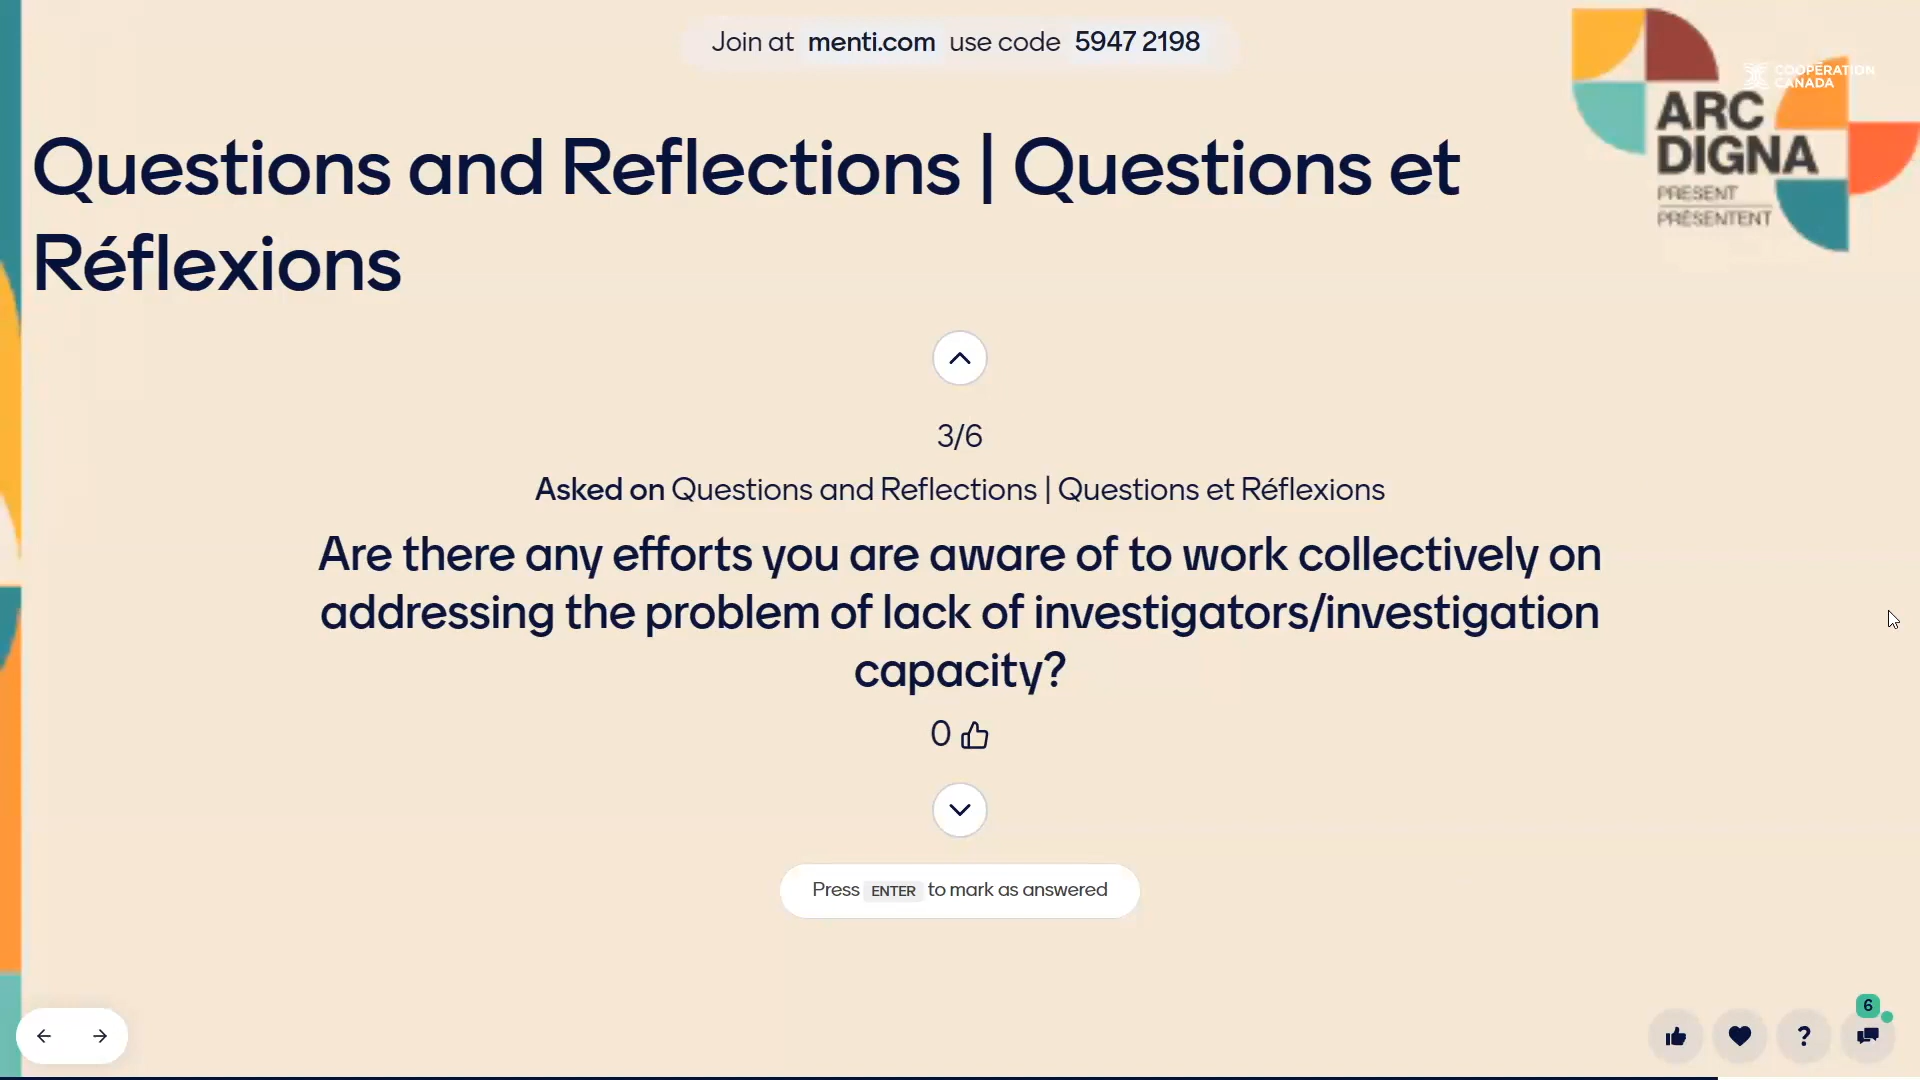 Join at menti.com use code 5947 2198
COOPÉRATION
CANADA
ARC
DIGNA
PRESENT
PRÉSENTENT
Questions and Reflections | Questions et
Réflexions
3/6
Asked on Questions and Reflections | Questions et Réflexions
Are there any efforts you are aware of to work collectively on
addressing the problem of lack of investigators/investigation
capacity?
0
Press ENTER to mark as answered
6
?